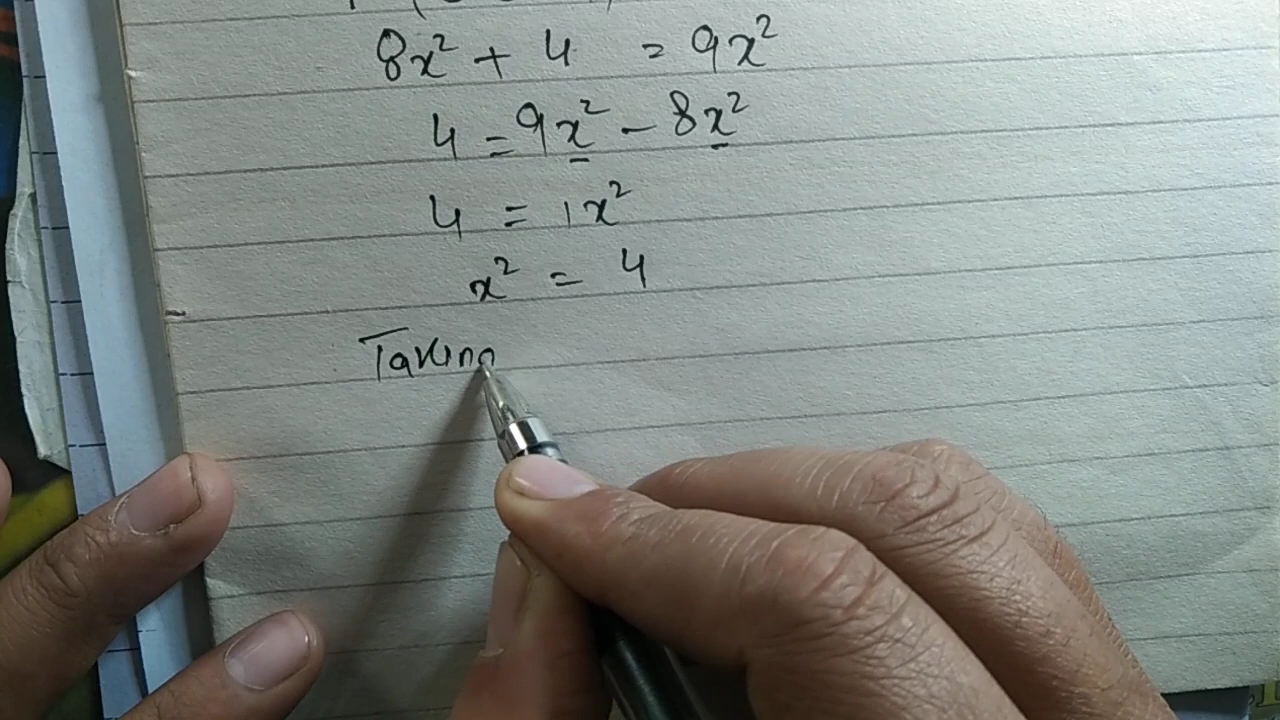 8x² + 4 = 9x²
4 = 9x² - 8x²
4 = 1x²
x² = 4
Taking